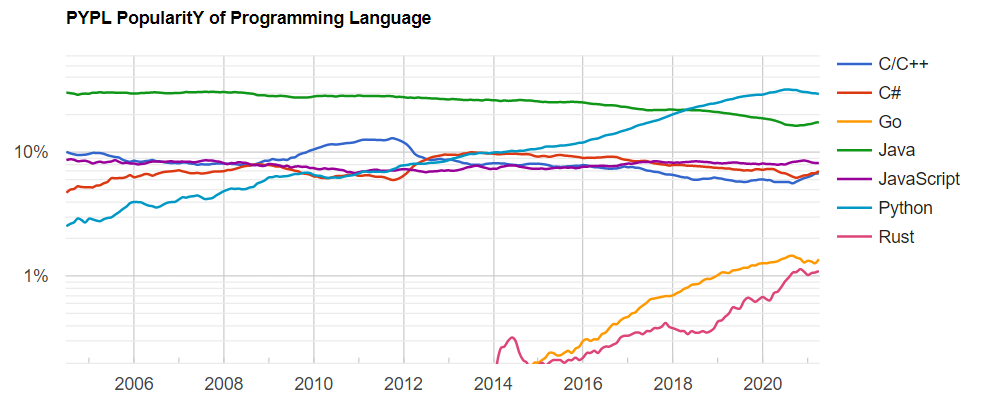 PYPL PopularitY of Programming Language
C/C++
C#
Go
Java
JavaScript
Python
Rust
10%
1%
2006 2008 2010 2012 2014 2016 2018 2020